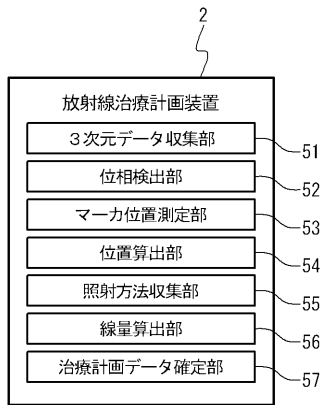 2
放射線治療計画装置
3次元データ収集部 51
位相検出部 52
マーカ位置測定部 53
位置算出部 54
照射方法収集部 55
線量算出部 56
治療計画データ確定部 57